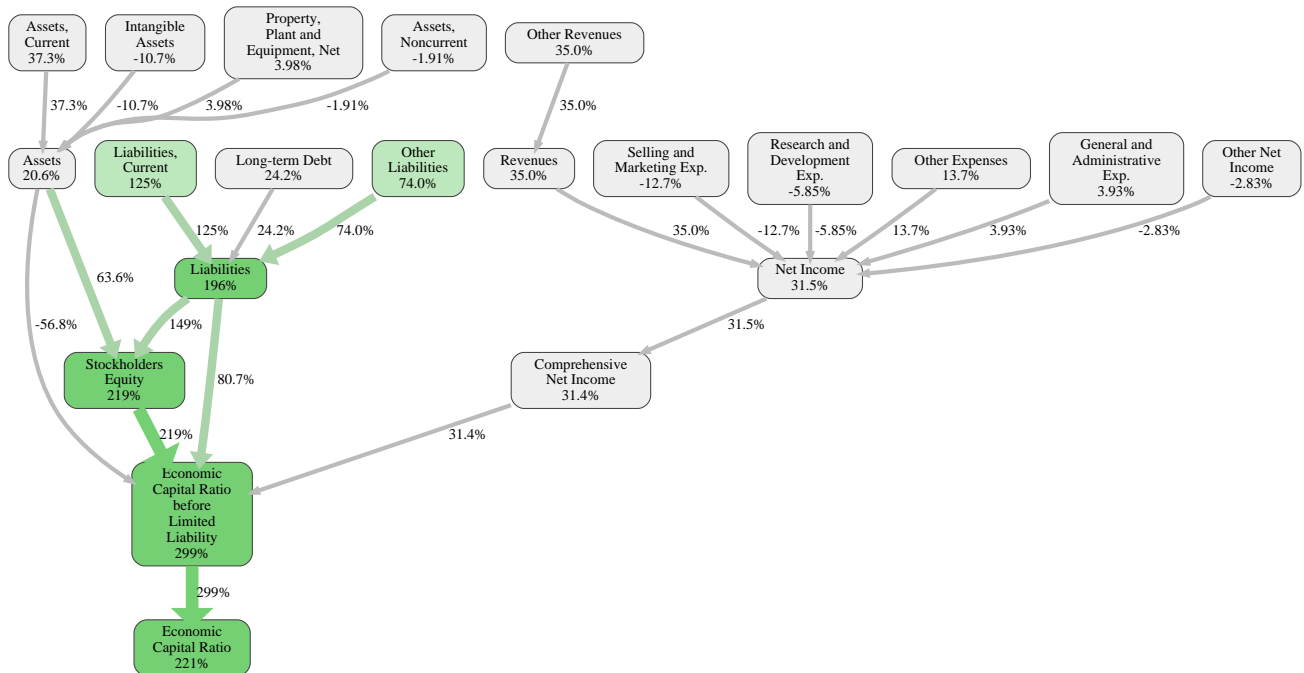 Assets,
Current
37.3%
Intangible
Assets
-10.7%
Property,
Plant and
Equipment, Net
3.98%
Assets,
Noncurrent
-1.91%
Other Revenues
35.0%
37.3%
-10.7%
3.98%
-1.91%
35.0%
Assets
20.6%
Liabilities,
Current
125%
Long-term Debt
24.2%
Other
Liabilities
74.0%
Revenues
35.0%
Selling and
Marketing Exp.
-12.7%
Research and
Development
Exp.
-5.85%
Other Expenses
13.7%
General and
Administrative
Exp.
3.93%
Other Net
Income
-2.83%
125%
24.2%
74.0%
35.0%
-12.7%
-5.85%
13.7%
3.93%
-2.83%
63.6%
Liabilities
196%
Net Income
31.5%
-56.8%
149%
31.5%
Stockholders
Equity
219%
80.7%
Comprehensive
Net Income
31.4%
219%
31.4%
Economic
Capital Ratio
before
Limited
Liability
299%
299%
Economic
Capital Ratio
221%